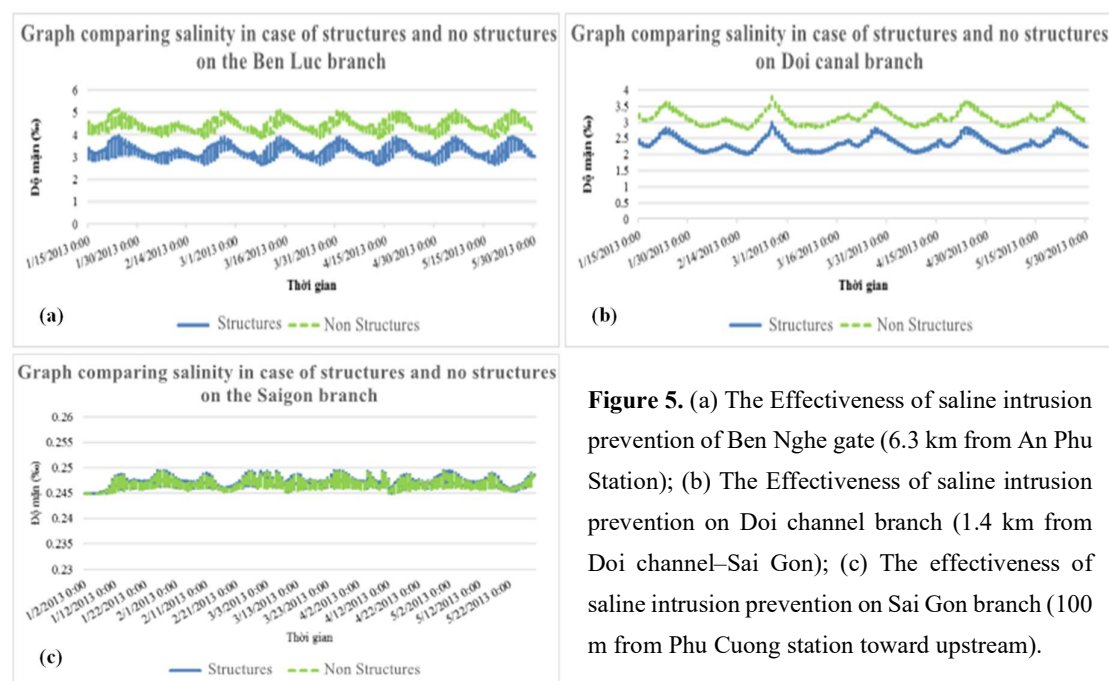 Graph comparing salinity in case of structures and no structures
on the Ben Luc branch
6
5
4
3
2
1
0
Độ mặn (‰)
1/15/2013 0:00
1/30/2013 0:00
2/14/2013 0:00
3/1/2013 0:00
3/16/2013 0:00
3/31/2013 0:00
4/15/2013 0:00
4/30/2013 0:00
5/15/2013 0:00
5/30/2013 0:00
Thời gian
(a)
Structures
Non Structures
Graph comparing salinity in case of structures and no structures
on Doi canal branch
4
3.5
3
2.5
2
1.5
1
0.5
0
Độ mặn (‰)
1/15/2013 0:00
1/30/2013 0:00
2/14/2013 0:00
3/1/2013 0:00
3/16/2013 0:00
3/31/2013 0:00
4/15/2013 0:00
4/30/2013 0:00
5/15/2013 0:00
5/30/2013 0:00
Thời gian
(b)
Structures
Non Structures
Graph comparing salinity in case of structures and no structures
on the Saigon branch
0.26
0.255
0.25
0.245
0.24
0.235
0.23
Độ mặn (‰)
1/2/2013 0:00
1/12/2013 0:00
1/22/2013 0:00
2/1/2013 0:00
2/11/2013 0:00
2/21/2013 0:00
3/3/2013 0:00
3/13/2013 0:00
3/23/2013 0:00
4/2/2013 0:00
4/12/2013 0:00
4/22/2013 0:00
5/2/2013 0:00
5/12/2013 0:00
5/22/2013 0:00
Thời gian
(c)
Structures
Non Structures
Figure 5. (a) The Effectiveness of saline intrusion
prevention of Ben Nghe gate (6.3 km from An Phu
Station); (b) The Effectiveness of saline intrusion
prevention on Doi channel branch (1.4 km from
Doi channel–Sai Gon); (c) The effectiveness of
saline intrusion prevention on Sai Gon branch (100
m from Phu Cuong station toward upstream).